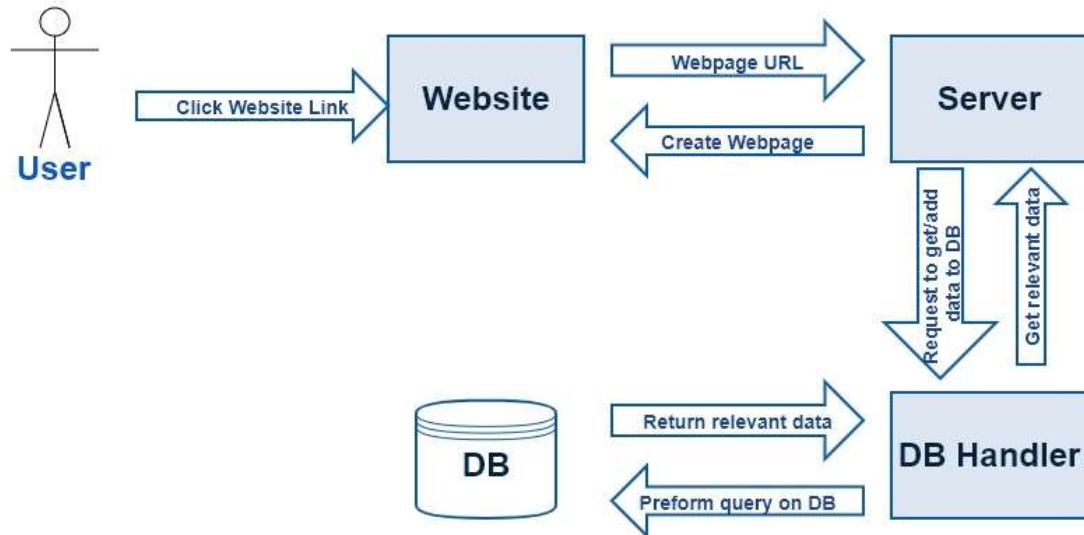 Click Website Link
User
Website
Webpage URL
Create Webpage
Server
Request to get/add
data to DB
Get relevant data
DB
Return relevant data
Preform query on DB
DB Handler